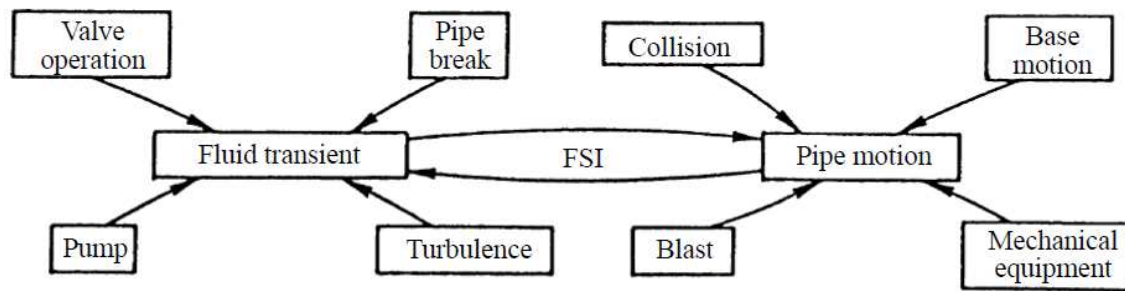 Valve
operation
Pipe
break
Collision
Base
motion
Fluid transient
FSI
Pipe motion
Pump
Turbulence
Blast
Mechanical
equipment